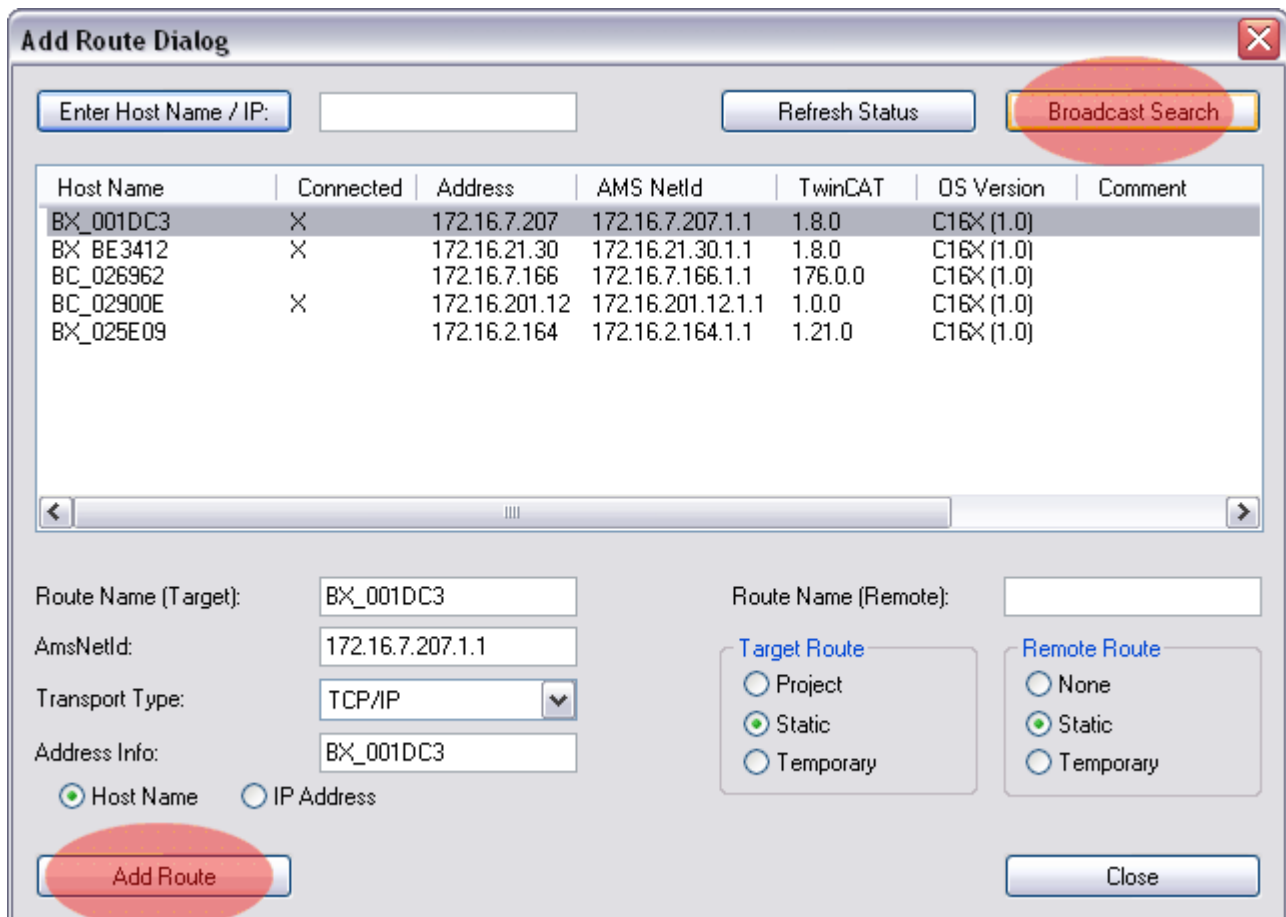 Add Route Dialog
Enter Host Name / IP: Refresh Status Broadcast Search
Host Name Connected Address AMS NetId TwinCAT OS Version Comment
BX_001DC3 X 172.16.7.207 172.16.7.207.1.1 1.8.0 C16X (1.0)
BX_BE3412 X 172.16.21.30 172.16.21.30.1.1 1.8.0 C16X (1.0)
BC_026962 172.16.7.166 172.16.7.166.1.1 176.0.0 C16X (1.0)
BC_02900E X 172.16.201.12 172.16.201.12.1.1 1.0.0 C16X (1.0)
BX_025E09 172.16.2.164 172.16.2.164.1.1 1.21.0 C16X (1.0)
Route Name (Target): BX_001DC3 Route Name (Remote):
AmsNetId: 172.16.7.207.1.1 Target Route Remote Route
Project None
Transport Type: TCP/IP
Static Static
Address Info: BX_001DC3 Temporary Temporary
Host Name IP Address
Add Route Close